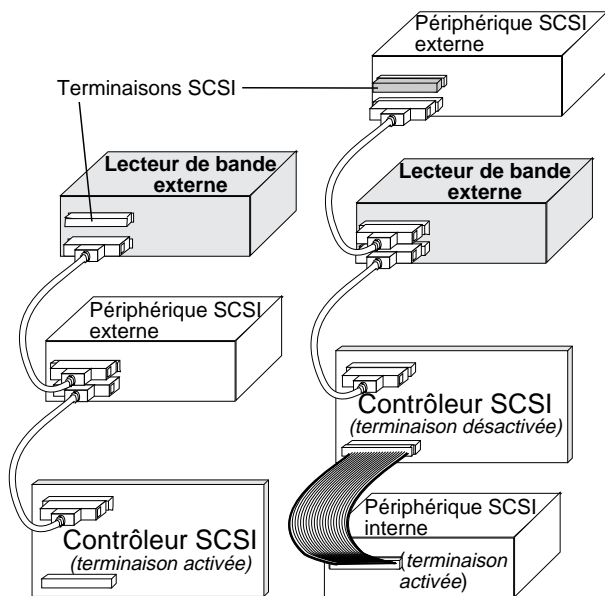 Périphérique SCSI
externe
Terminaisons SCSI
Lecteur de bande
externe
Lecteur de bande
externe
Périphérique SCSI
externe
Contrôleur SCSI
(terminaison désactivée)
Périphérique SCSI
interne
(terminaison
activée)
Contrôleur SCSI
(terminaison activée)